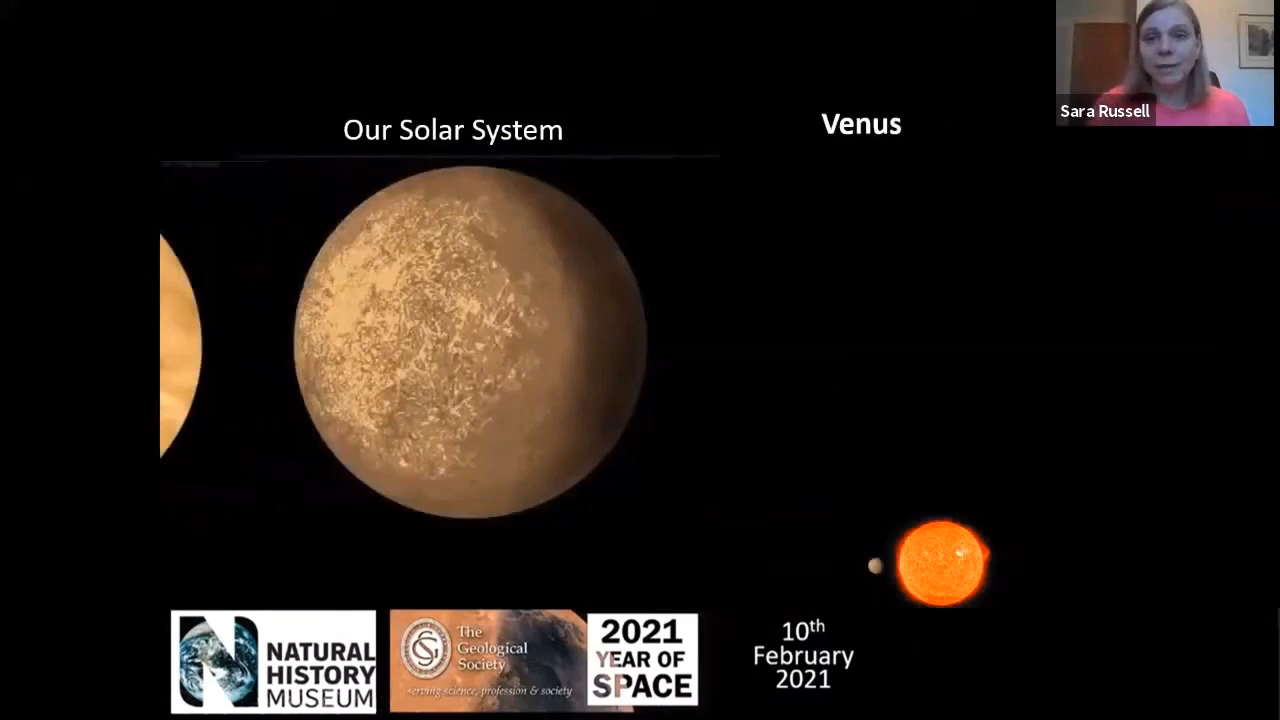 Our Solar System
Venus
Sara Russell
NATURAL
HISTORY
MUSEUM
The
Geological
Society
serving science, profession & society
2021
YEAR OF
SPACE
10th
February
2021